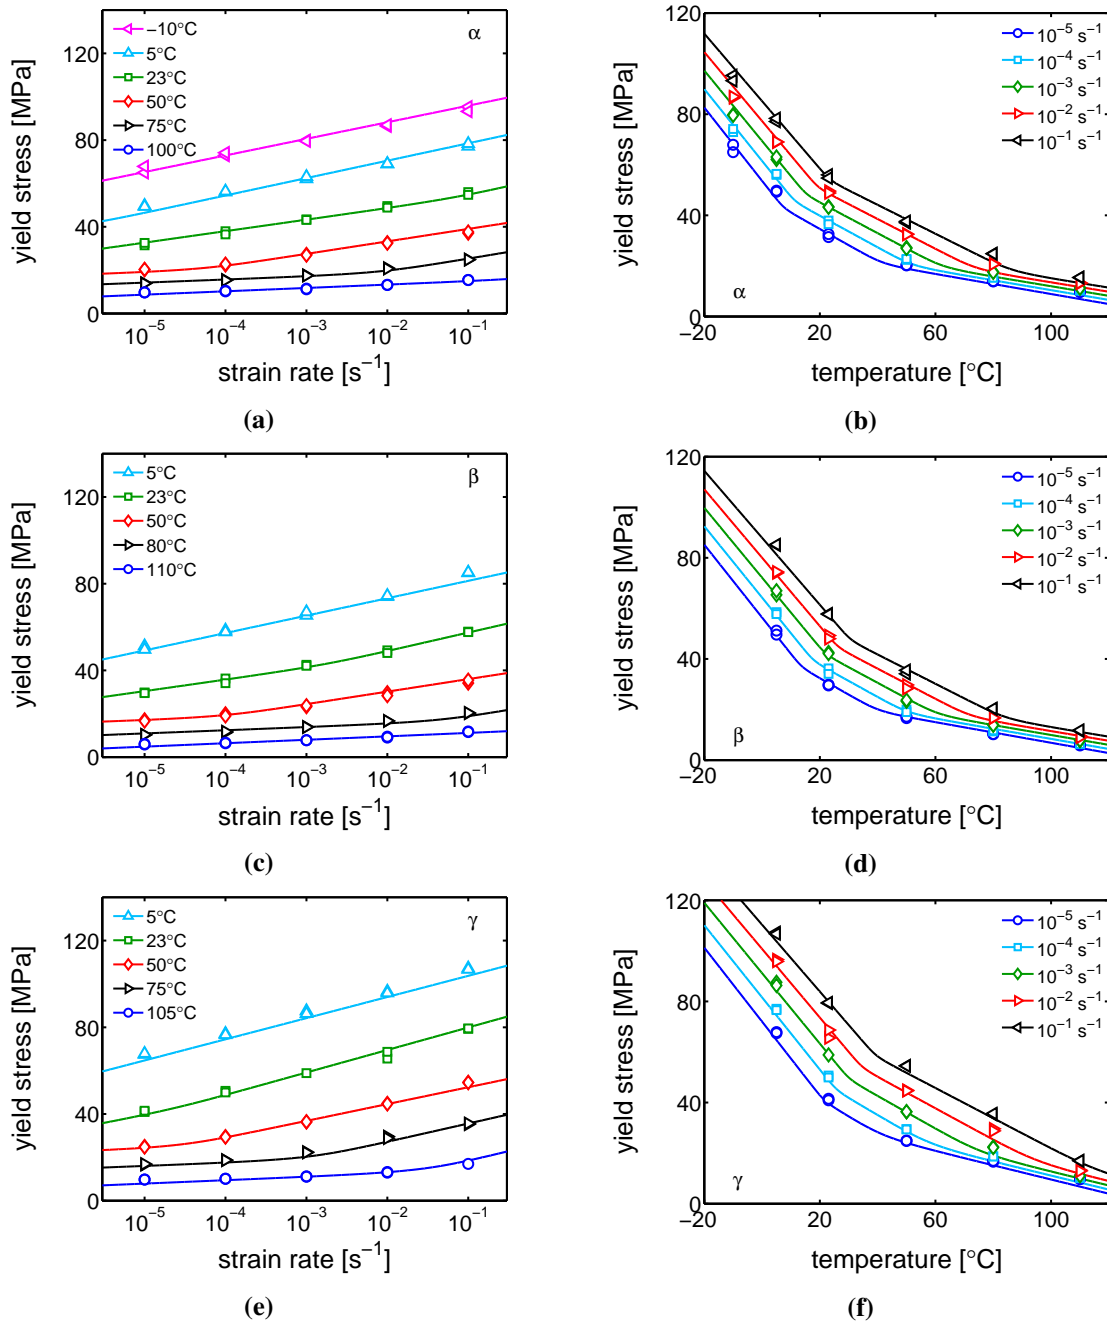 −10°C
5°C
23°C
50°C
75°C
100°C
α
yield stress [MPa]
0
40
80
120
10⁻⁵ 10⁻⁴ 10⁻³ 10⁻² 10⁻¹
strain rate [s⁻¹]
(a)
10⁻⁵ s⁻¹
10⁻⁴ s⁻¹
10⁻³ s⁻¹
10⁻² s⁻¹
10⁻¹ s⁻¹
α
yield stress [MPa]
0
40
80
120
−20 20 60 100
temperature [°C]
(b)
5°C
23°C
50°C
80°C
110°C
β
yield stress [MPa]
0
40
80
120
10⁻⁵ 10⁻⁴ 10⁻³ 10⁻² 10⁻¹
strain rate [s⁻¹]
(c)
10⁻⁵ s⁻¹
10⁻⁴ s⁻¹
10⁻³ s⁻¹
10⁻² s⁻¹
10⁻¹ s⁻¹
β
yield stress [MPa]
0
40
80
120
−20 20 60 100
temperature [°C]
(d)
5°C
23°C
50°C
75°C
105°C
γ
yield stress [MPa]
0
40
80
120
10⁻⁵ 10⁻⁴ 10⁻³ 10⁻² 10⁻¹
strain rate [s⁻¹]
(e)
10⁻⁵ s⁻¹
10⁻⁴ s⁻¹
10⁻³ s⁻¹
10⁻² s⁻¹
10⁻¹ s⁻¹
γ
yield stress [MPa]
0
40
80
120
−20 20 60 100
temperature [°C]
(f)